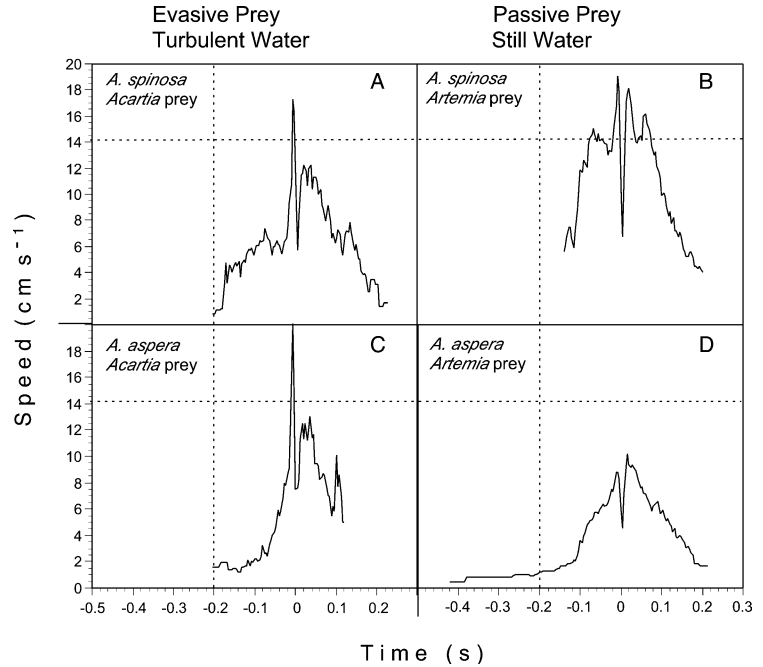 Evasive Prey
Turbulent Water
Passive Prey
Still Water
A. spinosa
Acartia prey
A
A. spinosa
Artemia prey
B
20
18
16
14
12
10
8
6
4
2
A. aspera
Acartia prey
C
A. aspera
Artemia prey
D
18
16
14
12
10
8
6
4
2
0
-0.5 -0.4 -0.3 -0.2 -0.1 0 0.1 0.2
-0.4 -0.3 -0.2 -0.1 0 0.1 0.2 0.3
Speed (cm s⁻¹)
Time (s)